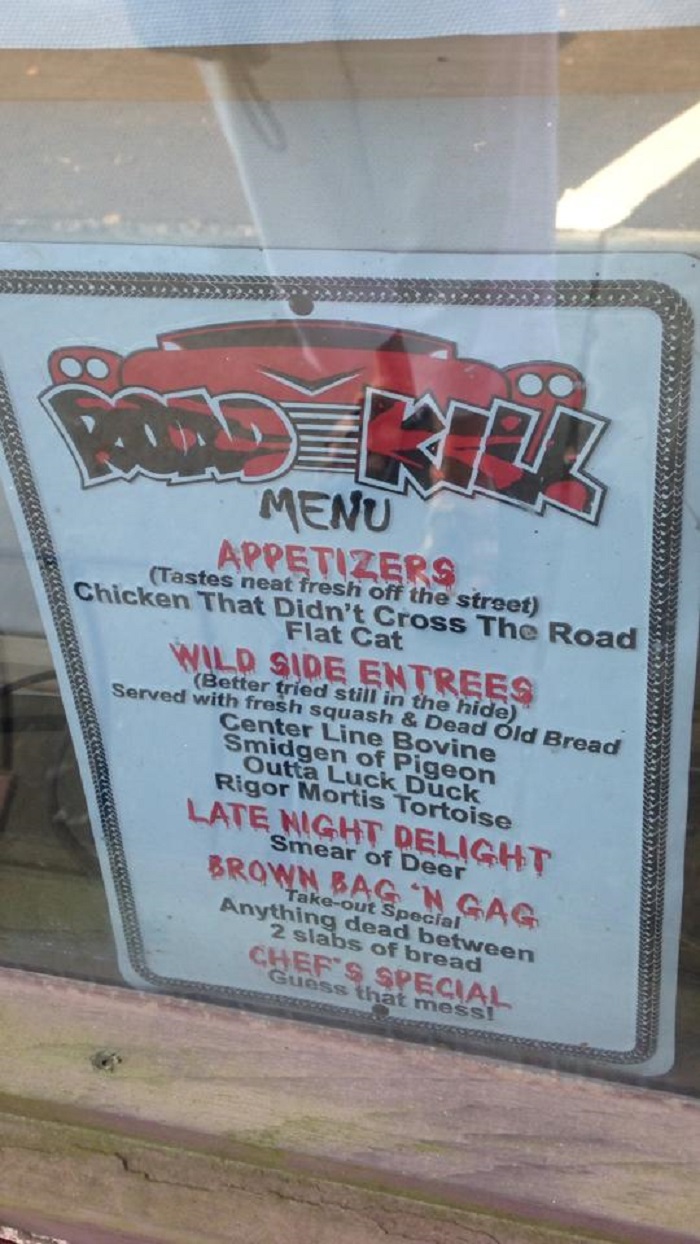 ROAD KILL
MENU
APPETIZERS
(Tastes neat fresh off the street)
Chicken That Didn't Cross The Road
Flat Cat
WILD SIDE ENTREES
(Better tried still in the hide)
Served with fresh squash & Dead Old Bread
Center Line Bovine
Smidgen of Pigeon
Outta Luck Duck
Rigor Mortis Tortoise
LATE NIGHT DELIGHT
Smear of Deer
BROWN BAG 'N GAG
Take-out Special
Anything dead between
2 slabs of bread
CHEF'S SPECIAL
Guess that mess!